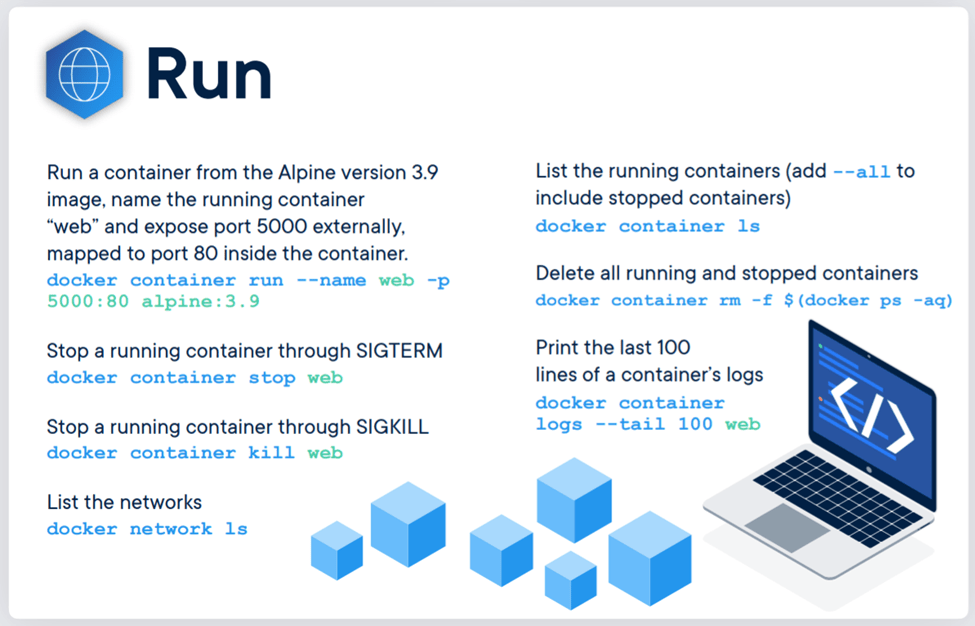 Run
Run a container from the Alpine version 3.9
image, name the running container
“web” and expose port 5000 externally,
mapped to port 80 inside the container.
docker container run --name web -p
5000:80 alpine:3.9
Stop a running container through SIGTERM
docker container stop web
Stop a running container through SIGKILL
docker container kill web
List the networks
docker network ls
List the running containers (add --all to
include stopped containers)
docker container ls
Delete all running and stopped containers
docker container rm -f $(docker ps -aq)
Print the last 100
lines of a container’s logs
docker container
logs --tail 100 web
</>